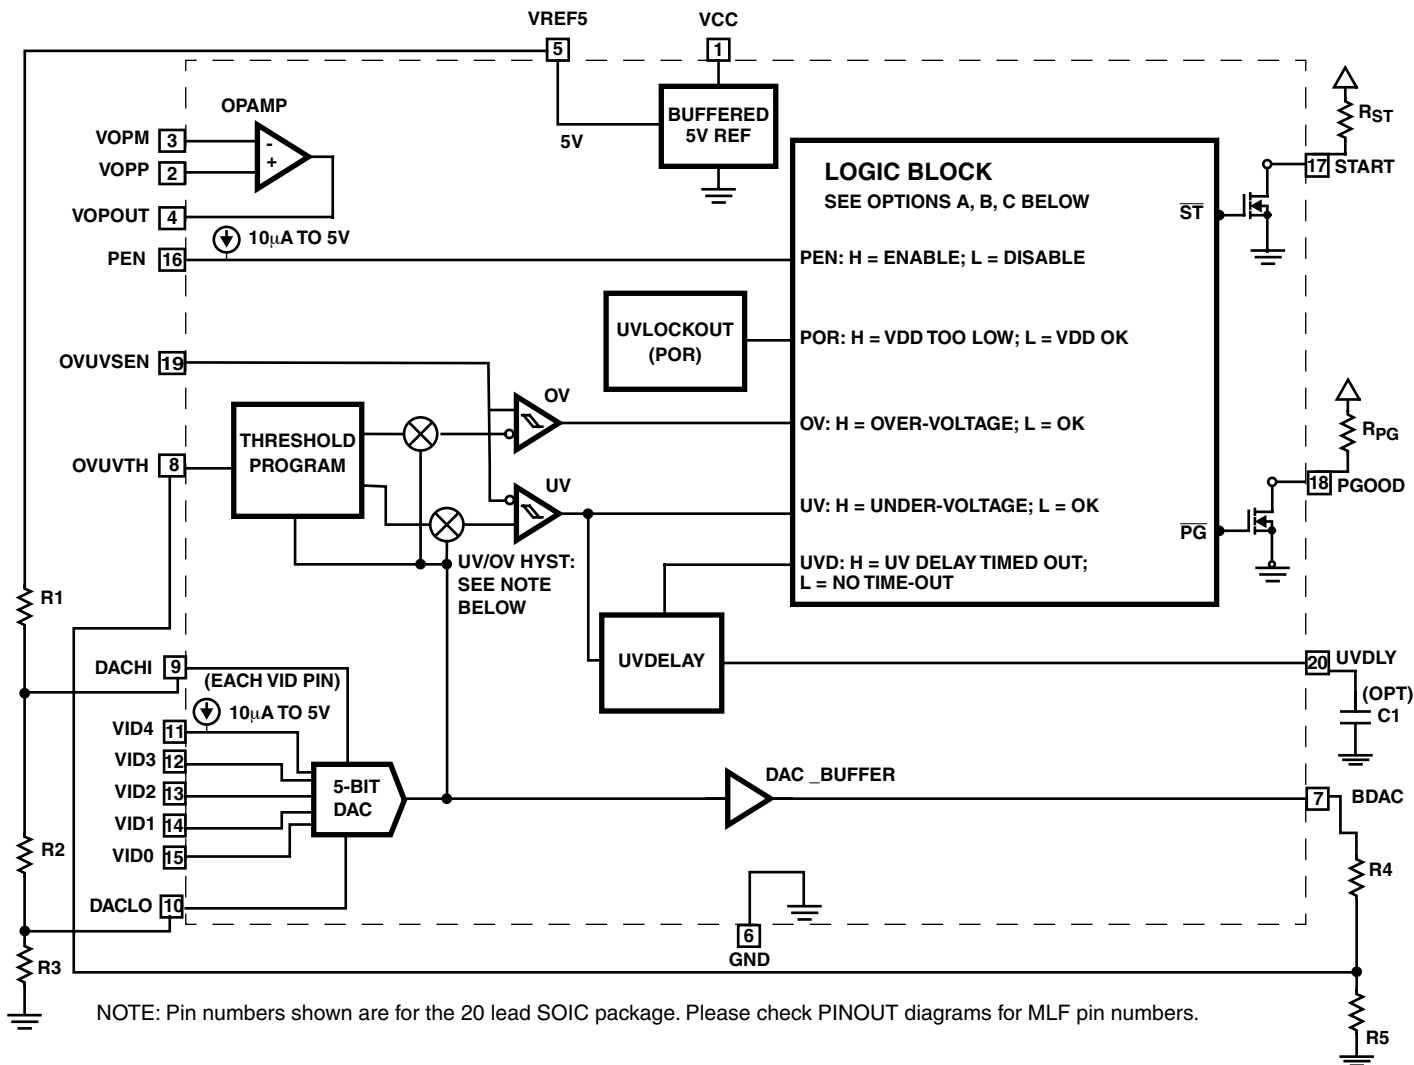 VREF5
VCC
5
1
OPAMP
BUFFERED
5V REF
5V
RST
VOPM 3
-
+
VOPP 2
VOPOUT 4
17 START
LOGIC BLOCK
SEE OPTIONS A, B, C BELOW
ST
10μA TO 5V
PEN 16
PEN: H = ENABLE; L = DISABLE
UVLOCKOUT
(POR)
POR: H = VDD TOO LOW; L = VDD OK
OVUVSEN 19
OV
OV: H = OVER-VOLTAGE; L = OK
RPG
THRESHOLD
PROGRAM
OVUVTH 8
UV
UV: H = UNDER-VOLTAGE; L = OK
18 PGOOD
PG
UV/OV HYST:
SEE NOTE
BELOW
UVD: H = UV DELAY TIMED OUT;
L = NO TIME-OUT
R1
UVDELAY
20 UVDLY
DACHI 9
(EACH VID PIN)
10μA TO 5V
(OPT)
C1
VID4 11
VID3 12
VID2 13
VID1 14
VID0 15
5-BIT
DAC
DAC _BUFFER
7 BDAC
R2
R4
DACLO 10
6
GND
R3
NOTE: Pin numbers shown are for the 20 lead SOIC package. Please check PINOUT diagrams for MLF pin numbers.
R5